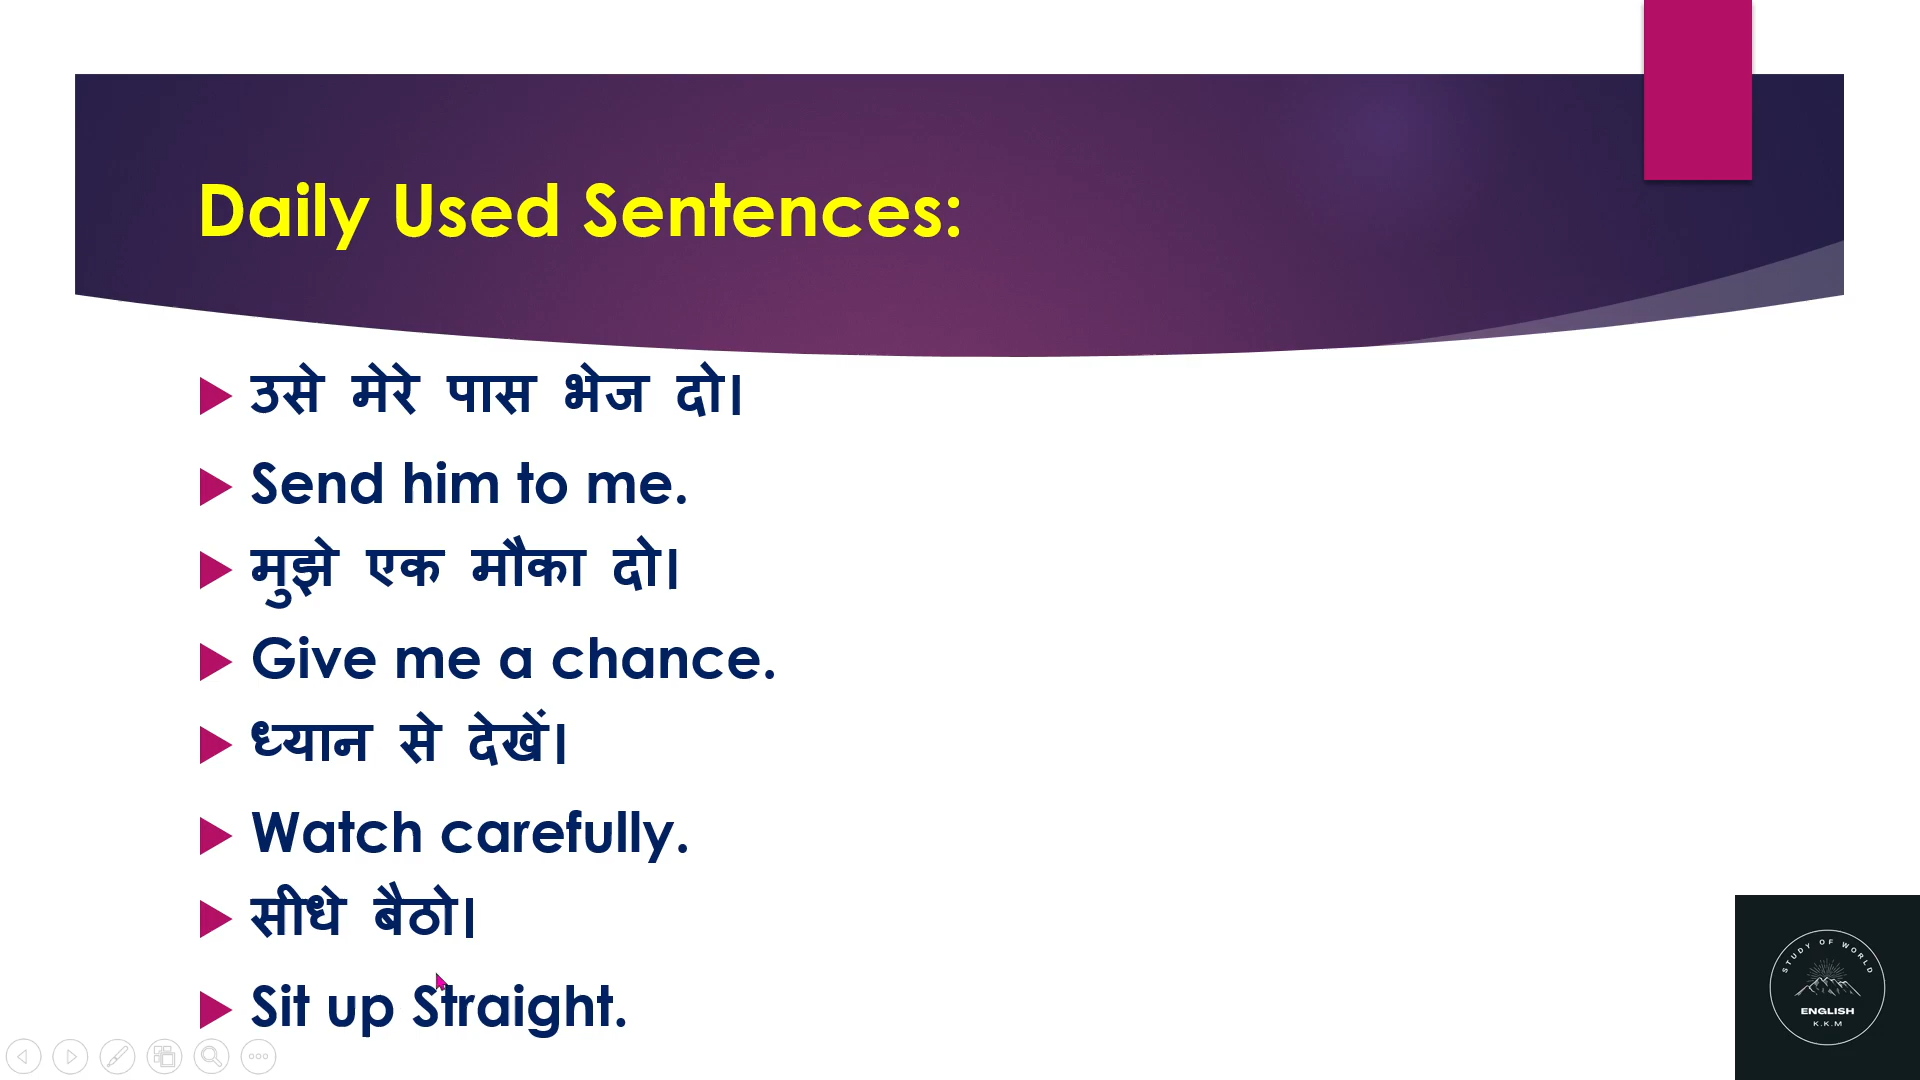 Daily Used Sentences:
उसे मेरे पास भेज दो।
Send him to me.
मुझे एक मौका दो।
Give me a chance.
ध्यान से देखें।
Watch carefully.
सीधे बैठो।
Sit up Straight.
STUDY OF WORLD
ENGLISH
K.K.M